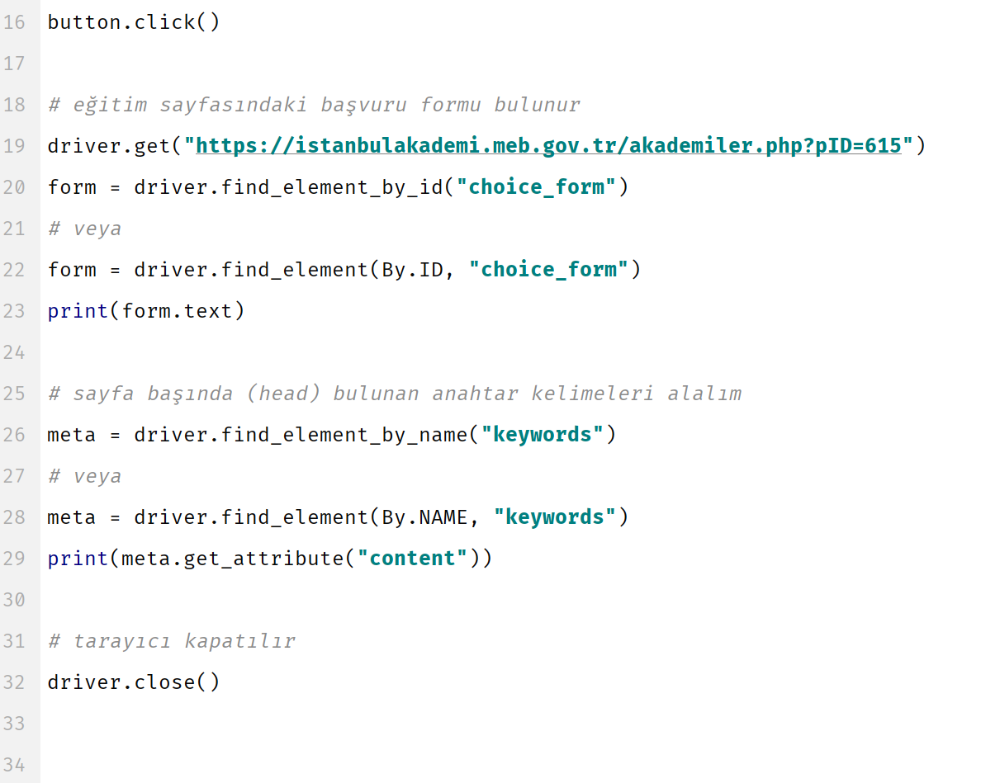 16 button.click()
17
18 # eğitim sayfasındaki başvuru formu bulunur
19 driver.get("https://istanbulakademi.meb.gov.tr/akademiler.php?pID=615")
20 form = driver.find_element_by_id("choice_form")
21 # veya
22 form = driver.find_element(By.ID, "choice_form")
23 print(form.text)
24
25 # sayfa başında (head) bulunan anahtar kelimeleri alalım
26 meta = driver.find_element_by_name("keywords")
27 # veya
28 meta = driver.find_element(By.NAME, "keywords")
29 print(meta.get_attribute("content"))
30
31 # tarayıcı kapatılır
32 driver.close()
33
34